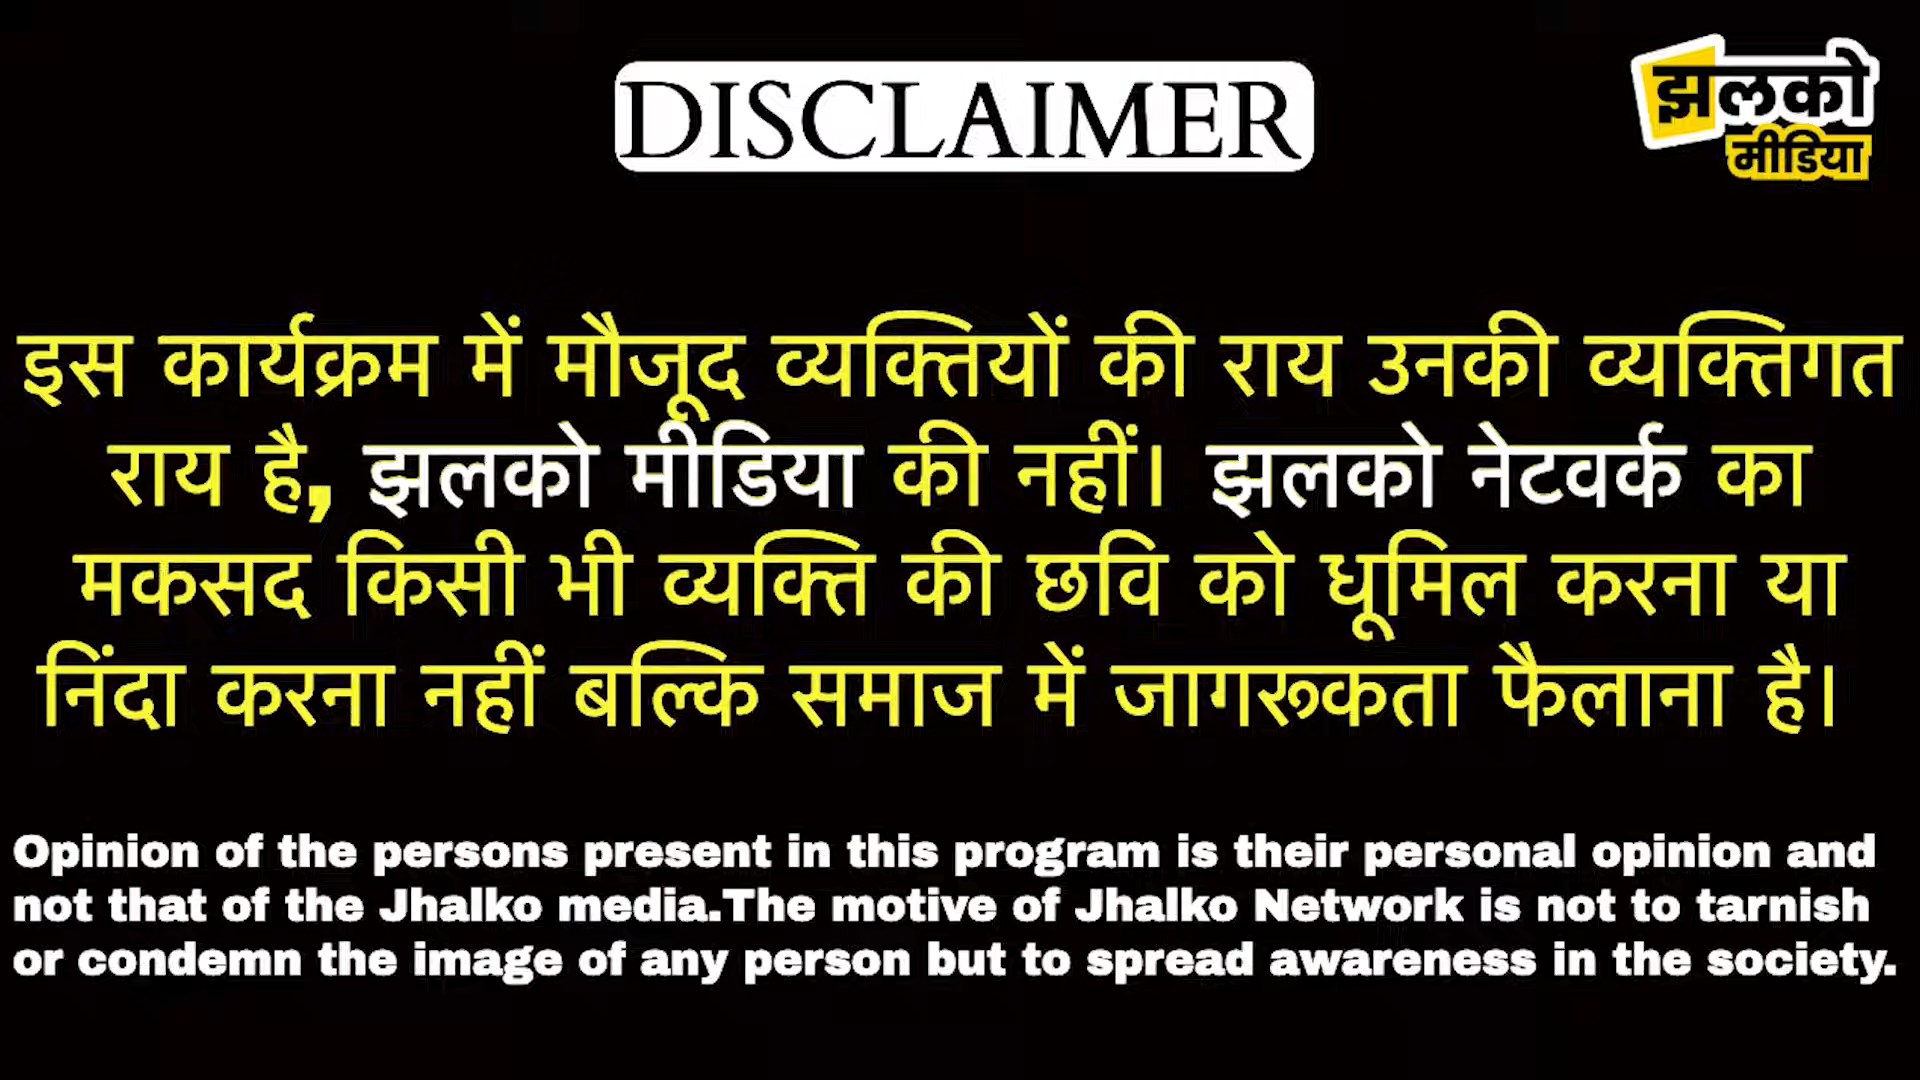 DISCLAIMER
झलको
मीडिया
इस कार्यक्रम में मौजूद व्यक्तियों की राय उनकी व्यक्तिगत
राय है, झलको मीडिया की नहीं। झलको नेटवर्क का
मकसद किसी भी व्यक्ति की छवि को धूमिल करना या
निंदा करना नहीं बल्कि समाज में जागरूकता फैलाना है।
Opinion of the persons present in this program is their personal opinion and
not that of the Jhalko media.The motive of Jhalko Network is not to tarnish
or condemn the image of any person but to spread awareness in the society.